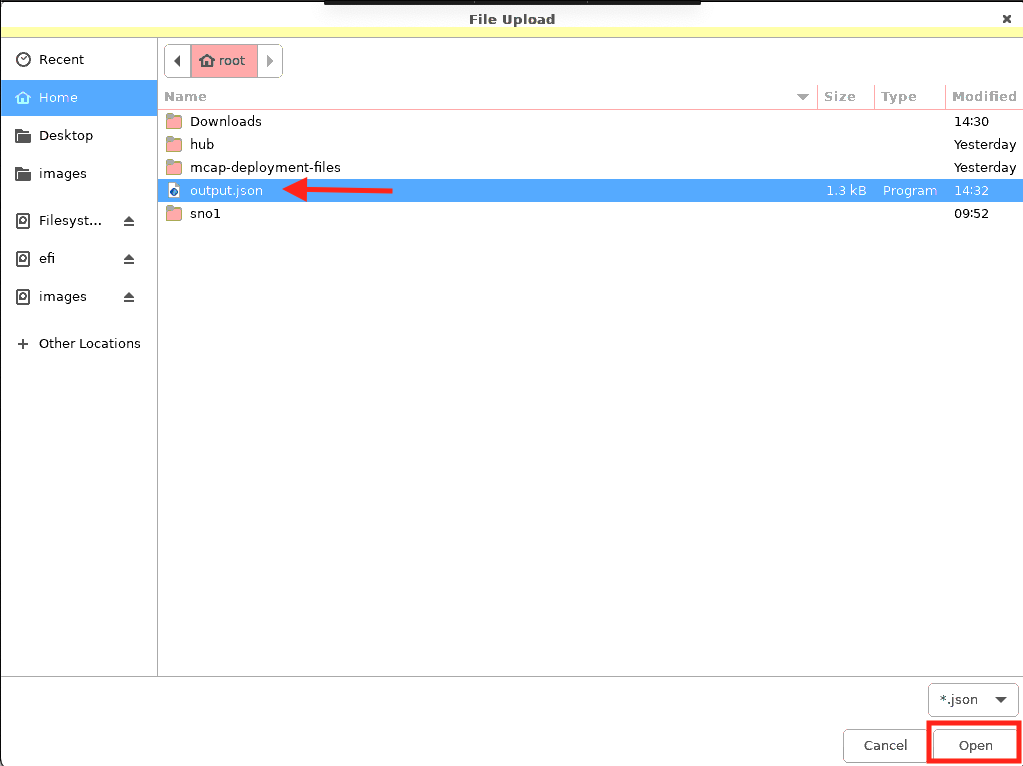 File Upload
Recent
Home
Desktop
images
Filesyst...
efi
images
Other Locations
root
Name Size Type Modified
Downloads 14:30
hub Yesterday
mcap-deployment-files Yesterday
output.json 1.3 kB Program 14:32
sno1 09:52
*.json
Cancel Open